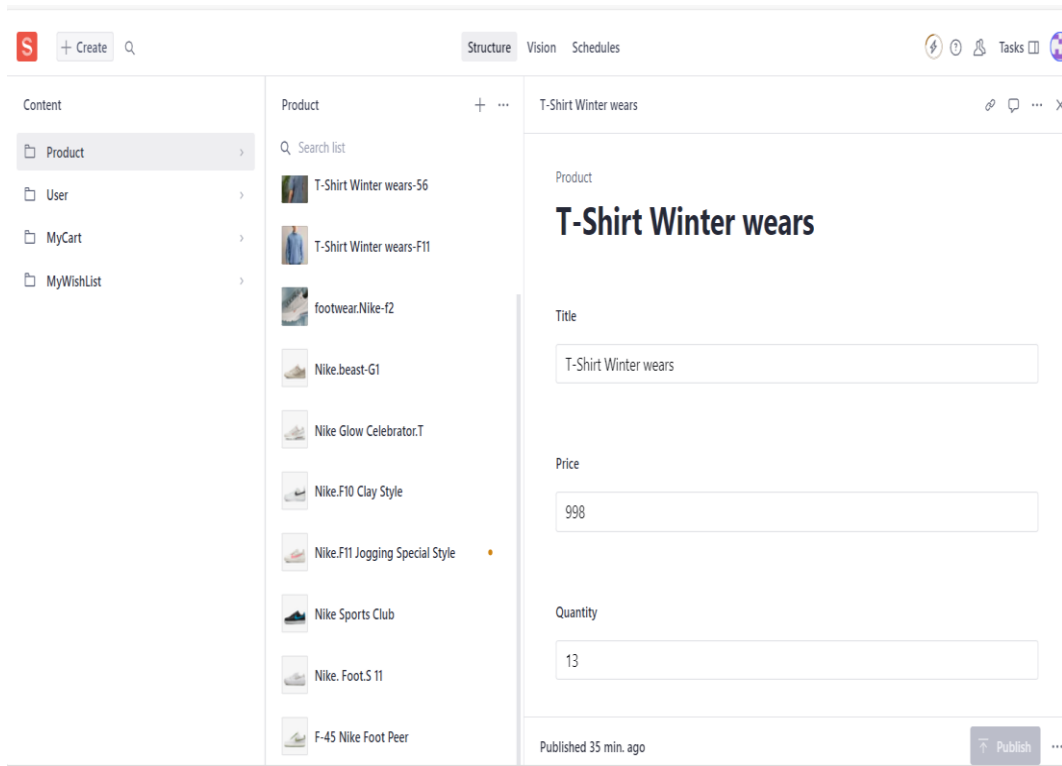 S
Create
Structure
Vision
Schedules
Tasks
Content
Product
User
MyCart
MyWishList
Product
Search list
T-Shirt Winter wears-56
T-Shirt Winter wears-F11
footwear.Nike-f2
Nike.beast-G1
Nike Glow Celebrator.T
Nike.F10 Clay Style
Nike.F11 Jogging Special Style
Nike Sports Club
Nike. Foot.S 11
F-45 Nike Foot Peer
T-Shirt Winter wears
Product
T-Shirt Winter wears
Title
T-Shirt Winter wears
Price
998
Quantity
13
Published 35 min. ago
Publish